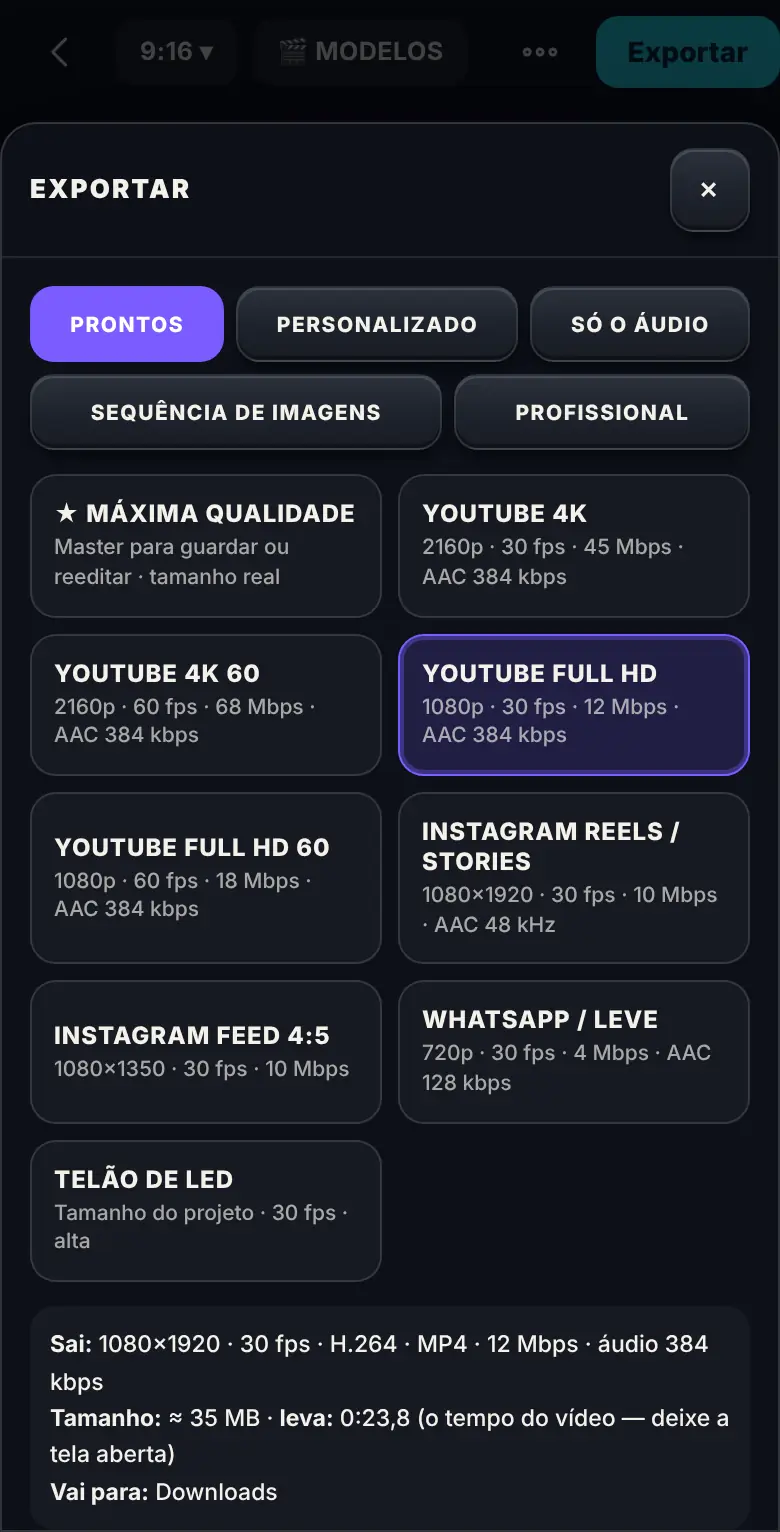 9:16 ▾
🎬 MODELOS
Exportar
EXPORTAR
×
PRONTOS
PERSONALIZADO
SÓ O ÁUDIO
SEQUÊNCIA DE IMAGENS
PROFISSIONAL
★ MÁXIMA QUALIDADE
Master para guardar ou
reeditar · tamanho real
YOUTUBE 4K
2160p · 30 fps · 45 Mbps ·
AAC 384 kbps
YOUTUBE 4K 60
2160p · 60 fps · 68 Mbps ·
AAC 384 kbps
YOUTUBE FULL HD
1080p · 30 fps · 12 Mbps ·
AAC 384 kbps
YOUTUBE FULL HD 60
1080p · 60 fps · 18 Mbps ·
AAC 384 kbps
INSTAGRAM REELS /
STORIES
1080×1920 · 30 fps · 10 Mbps
· AAC 48 kHz
INSTAGRAM FEED 4:5
1080×1350 · 30 fps · 10 Mbps
WHATSAPP / LEVE
720p · 30 fps · 4 Mbps · AAC
128 kbps
TELÃO DE LED
Tamanho do projeto · 30 fps ·
alta
Sai: 1080×1920 · 30 fps · H.264 · MP4 · 12 Mbps · áudio 384
kbps
Tamanho: ≈ 35 MB · leva: 0:23,8 (o tempo do vídeo — deixe a
tela aberta)
Vai para: Downloads